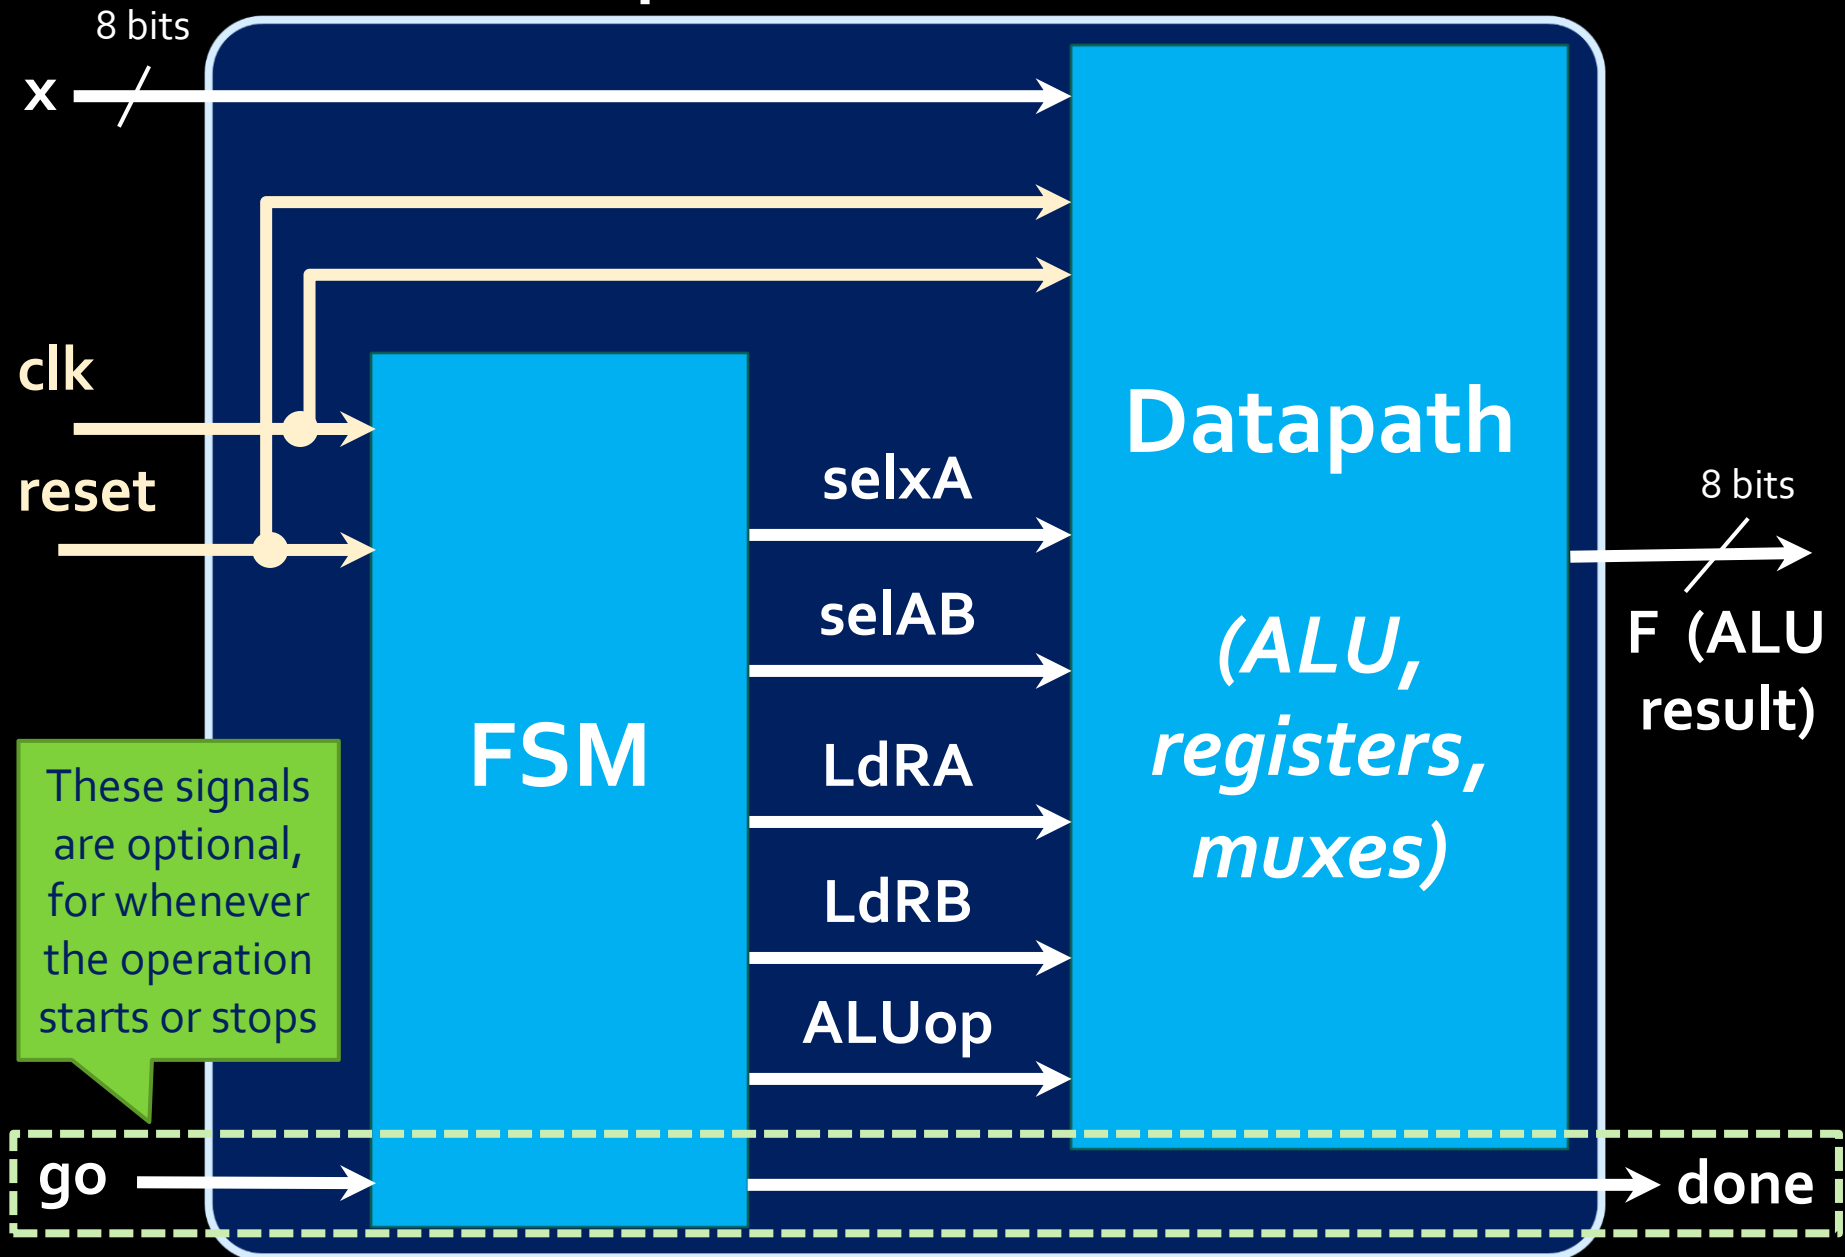 8 bits
x
clk
reset
selxA
selAB
LdRA
LdRB
ALUop
FSM
Datapath
(ALU,
registers,
muxes)
8 bits
F (ALU
result)
These signals
are optional,
for whenever
the operation
starts or stops
go
done